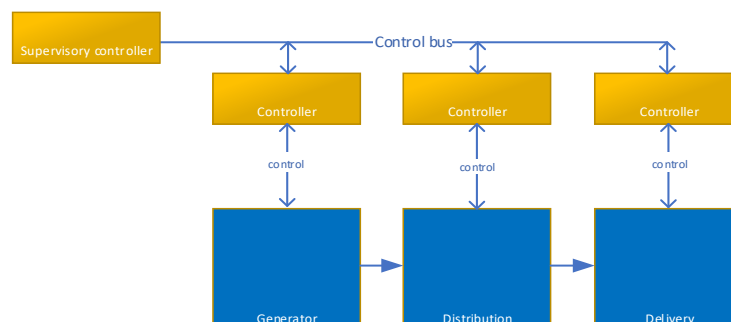 Supervisory controller
Control bus
Controller
Controller
Controller
control
control
control
Generator
Distribution
Delivery